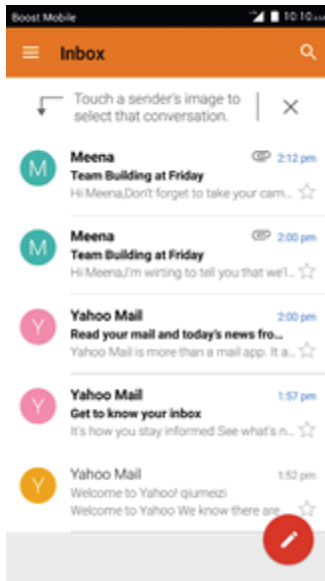 Boost Mobile 10:10 AM
Inbox
Touch a sender's image to
select that conversation.
M Meena 2:12 pm
Team Building at Friday
Hi Meena,Don't forget to take your cam...
M Meena 2:00 pm
Team Building at Friday
Hi Meena,I'm wirting to tell you that we'l...
Y Yahoo Mail 2:00 pm
Read your mail and today's news fro...
Yahoo Mail is more than a mail app. It a...
Y Yahoo Mail 1:57 pm
Get to know your inbox
It's how you stay informed See what's n...
Y Yahoo Mail 1:52 pm
Welcome to Yahoo! qiumeizi
Welcome to Yahoo We know there are